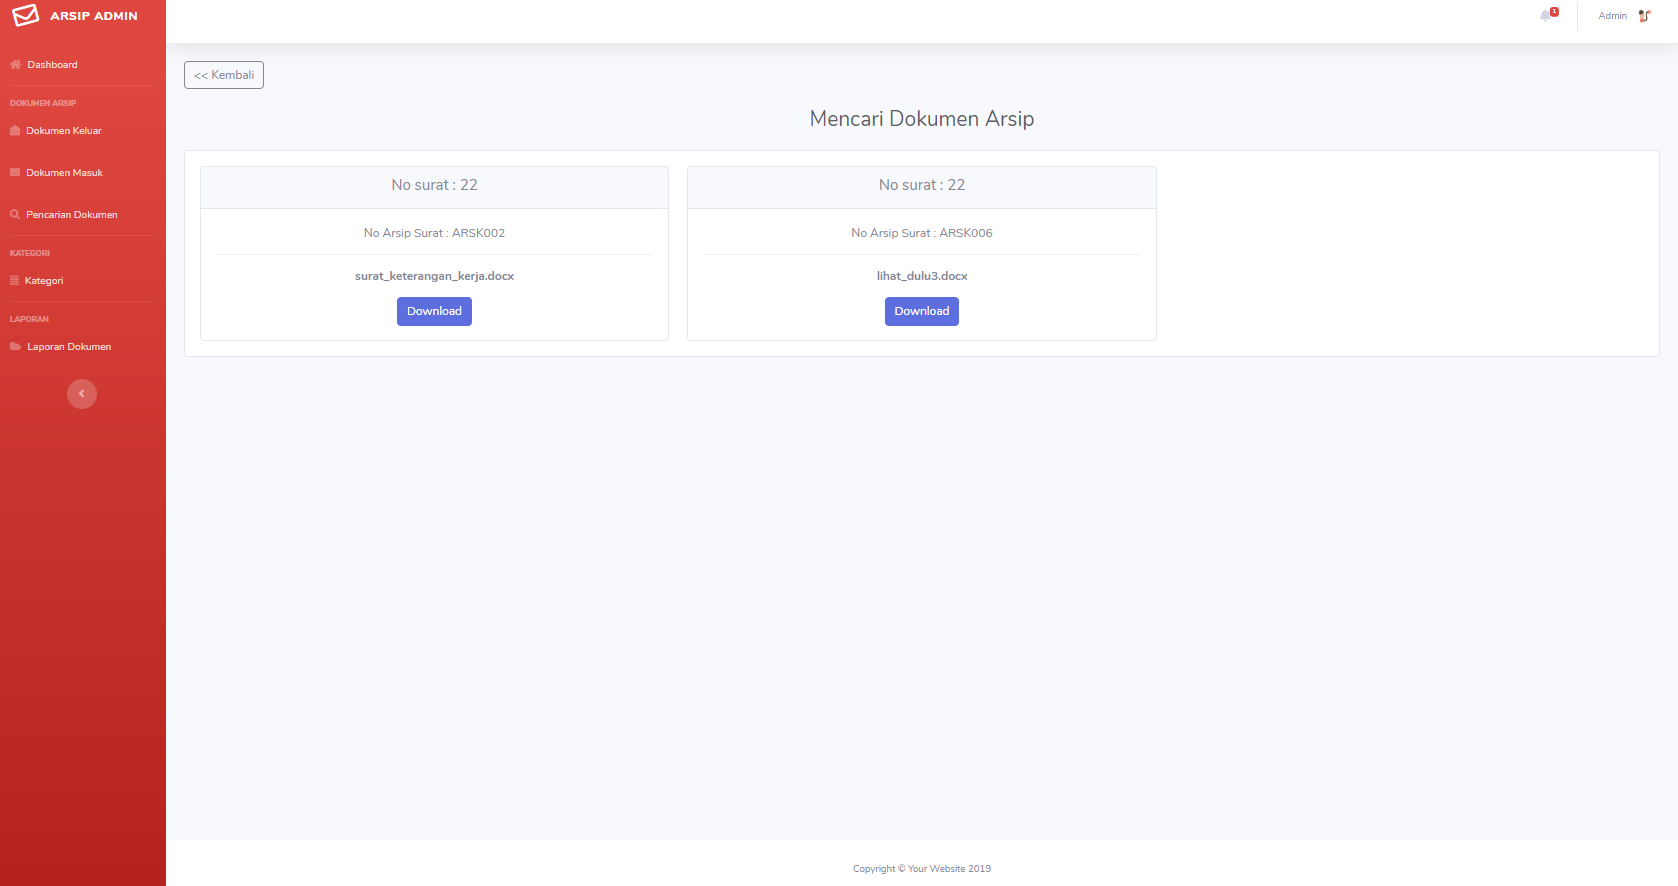 ARSIP ADMIN
1
Admin
Dashboard
DOKUMEN ARSIP
Dokumen Keluar
Dokumen Masuk
Pencarian Dokumen
KATEGORI
Kategori
LAPORAN
Laporan Dokumen
<< Kembali
Mencari Dokumen Arsip
No surat : 22
No Arsip Surat : ARSK002
surat_keterangan_kerja.docx
Download
No surat : 22
No Arsip Surat : ARSK006
lihat_dulu3.docx
Download
Copyright © Your Website 2019